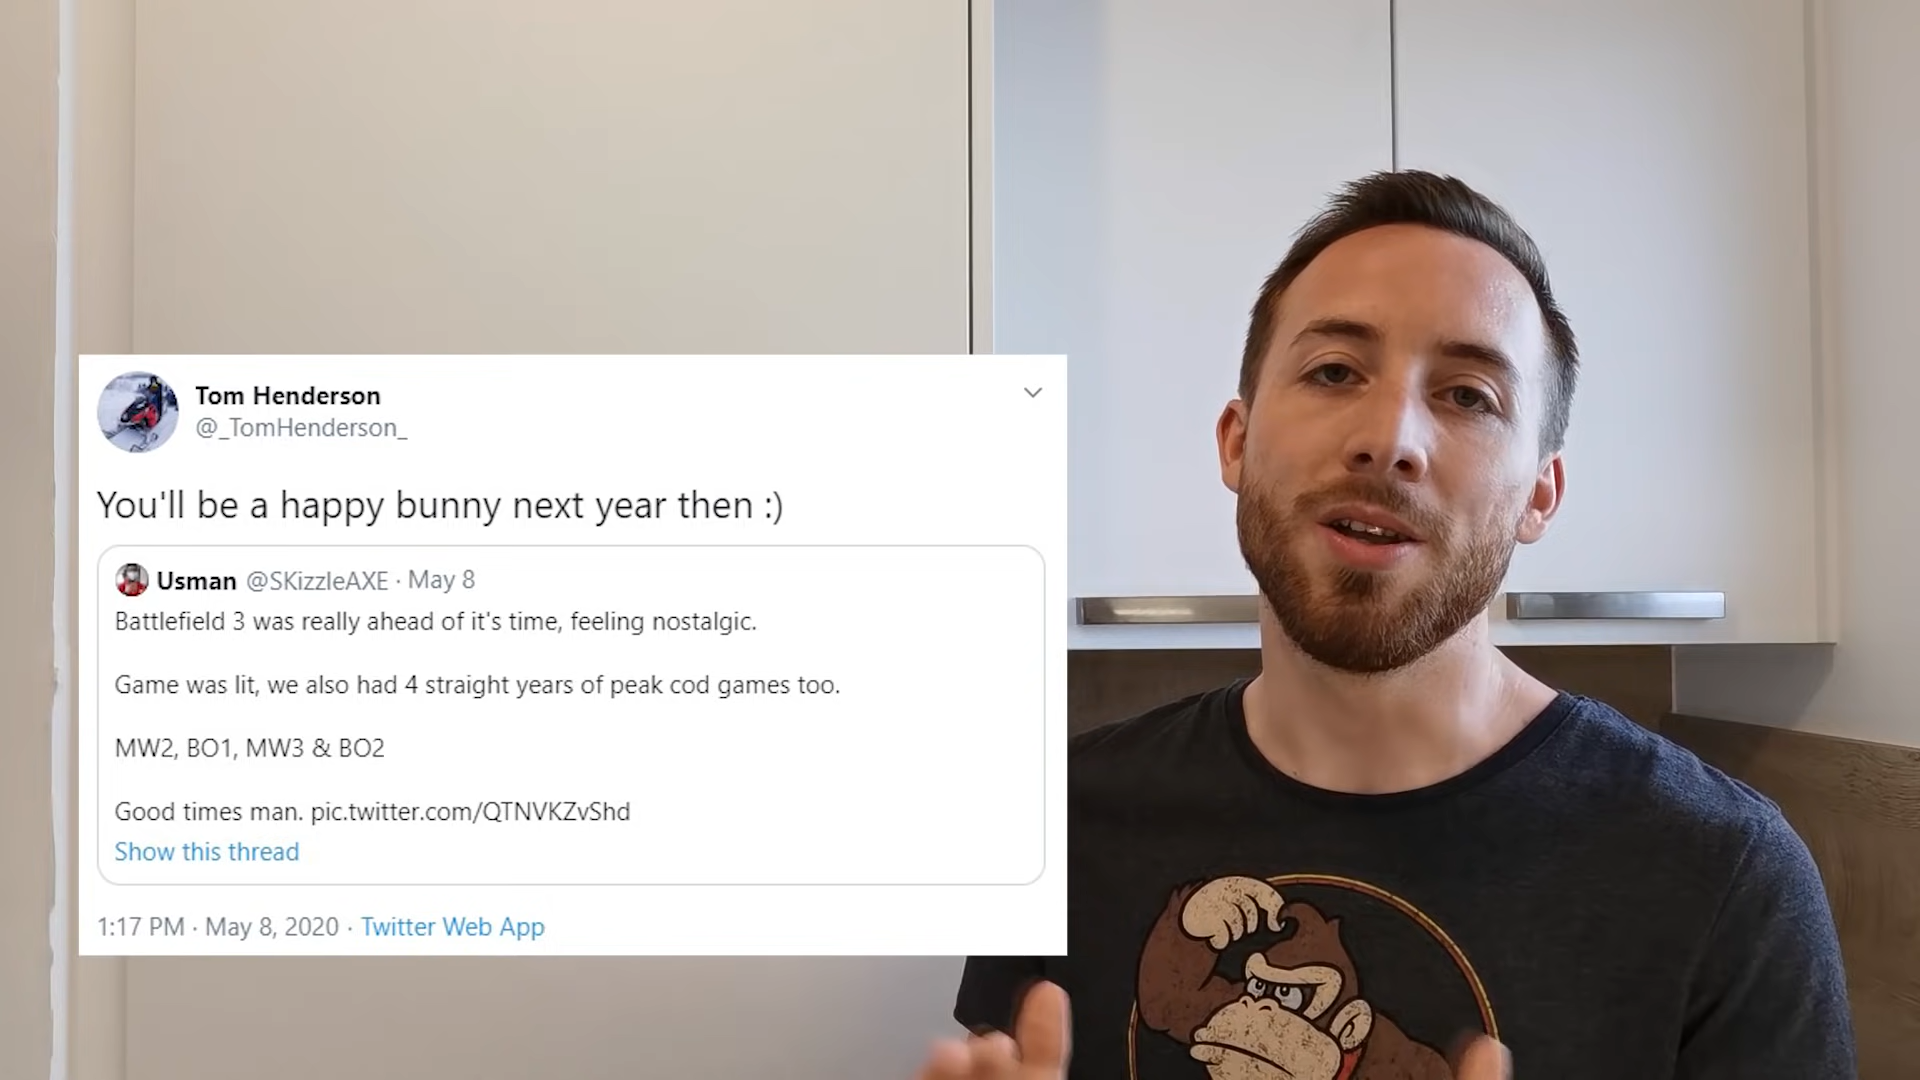 Tom Henderson
@_TomHenderson_
You'll be a happy bunny next year then :)
Usman @SKizzleAXE · May 8
Battlefield 3 was really ahead of it's time, feeling nostalgic.
Game was lit, we also had 4 straight years of peak cod games too.
MW2, BO1, MW3 & BO2
Good times man. pic.twitter.com/QTNVKZvShd
Show this thread
1:17 PM · May 8, 2020 · Twitter Web App